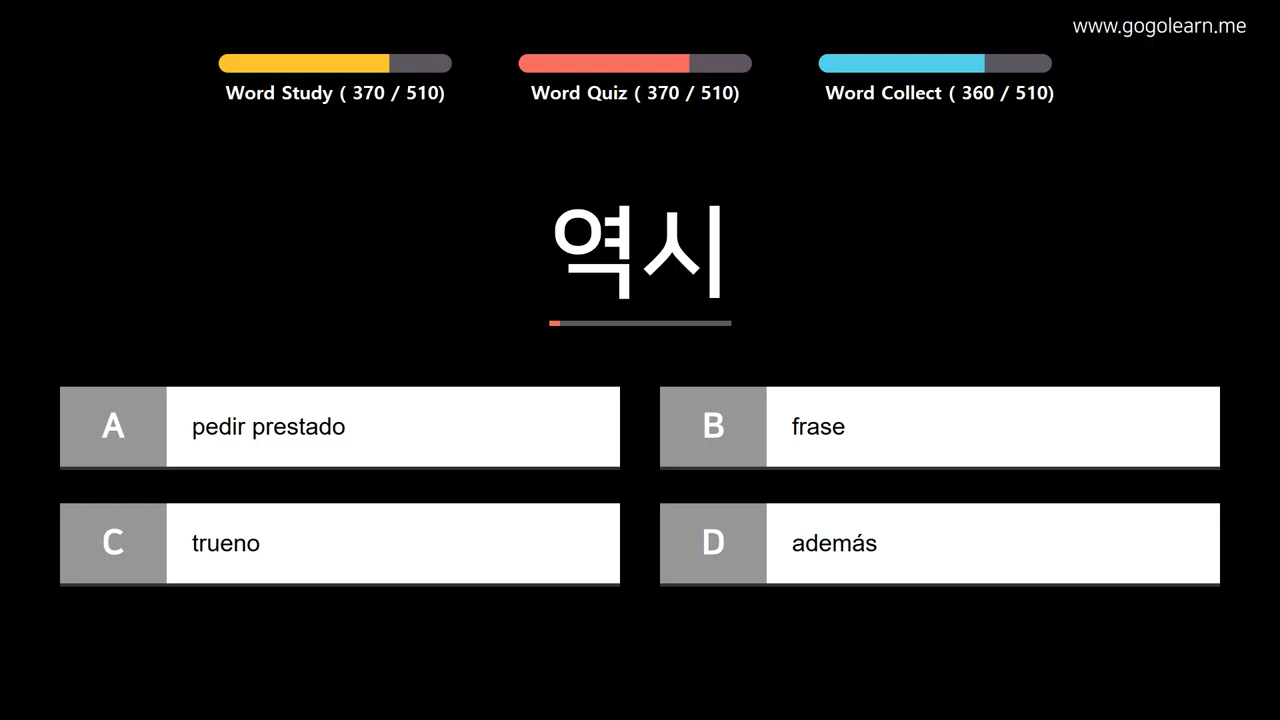 www.gogolearn.me
Word Study ( 370 / 510)
Word Quiz ( 370 / 510)
Word Collect ( 360 / 510)
역시
A pedir prestado
B frase
C trueno
D además